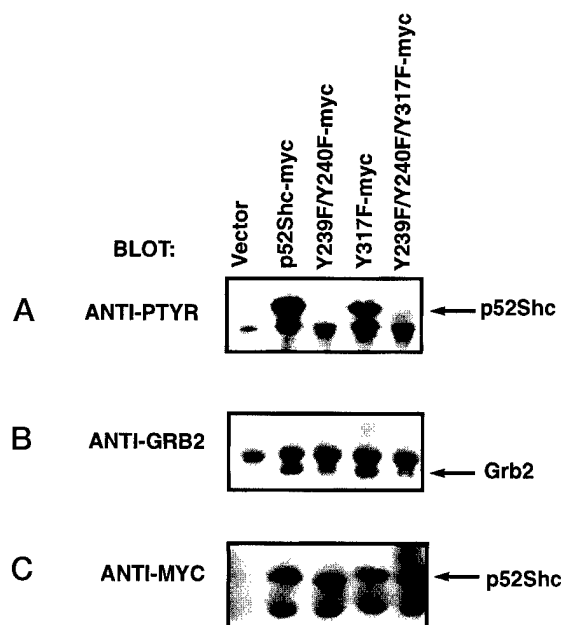 Vector
p52Shc-myc
Y239F/Y240F-myc
Y317F-myc
Y239F/Y240F/Y317F-myc
BLOT:
A ANTI-PTYR p52Shc
B ANTI-GRB2 Grb2
C ANTI-MYC p52Shc